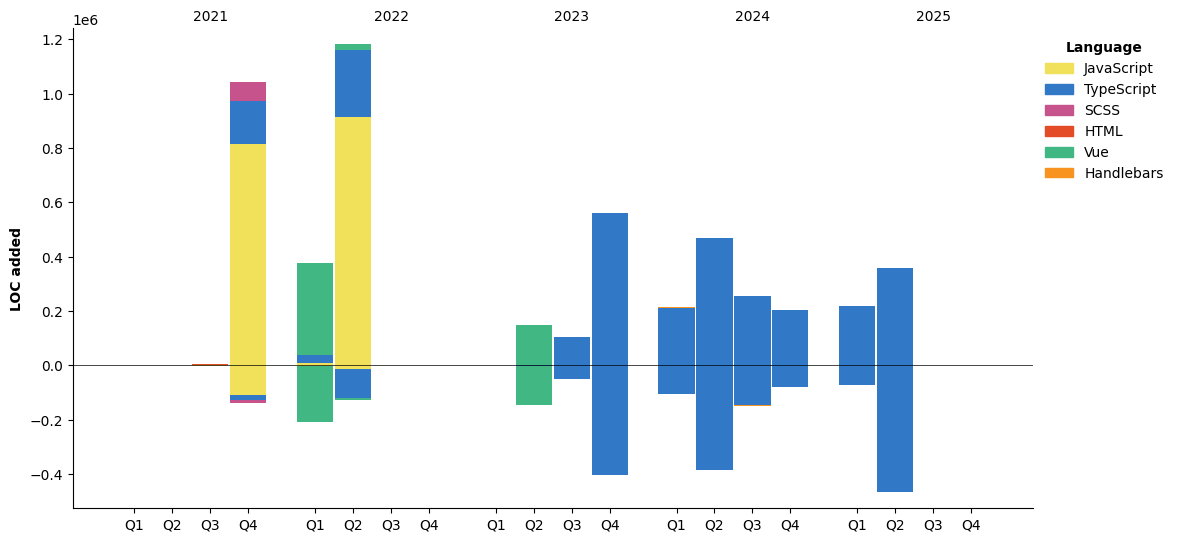 2021 2022 2023 2024 2025
1e6
Language
JavaScript
TypeScript
SCSS
HTML
Vue
Handlebars
LOC added
1.2
1.0
0.8
0.6
0.4
0.2
0.0
−0.2
−0.4
Q1 Q2 Q3 Q4 Q1 Q2 Q3 Q4 Q1 Q2 Q3 Q4 Q1 Q2 Q3 Q4 Q1 Q2 Q3 Q4